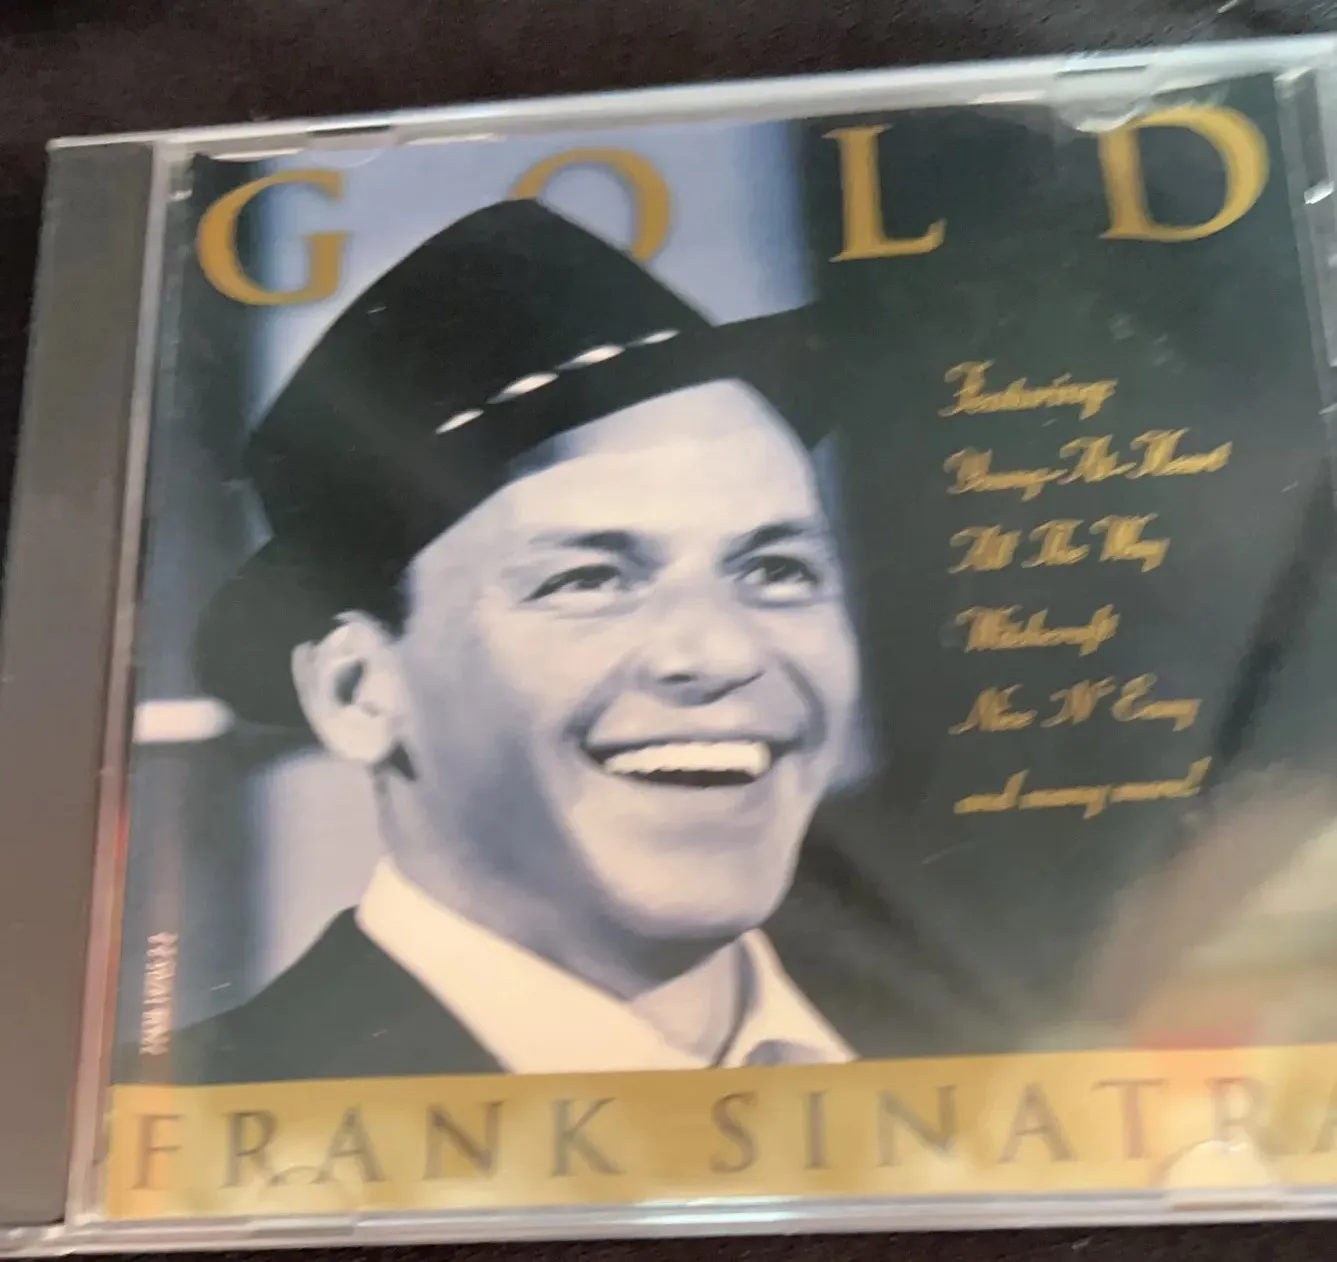 GOLD
Featuring
Young-At-Heart
All The Way
Witchcraft
Nice N' Easy
and many more!
FRANK SINATRA